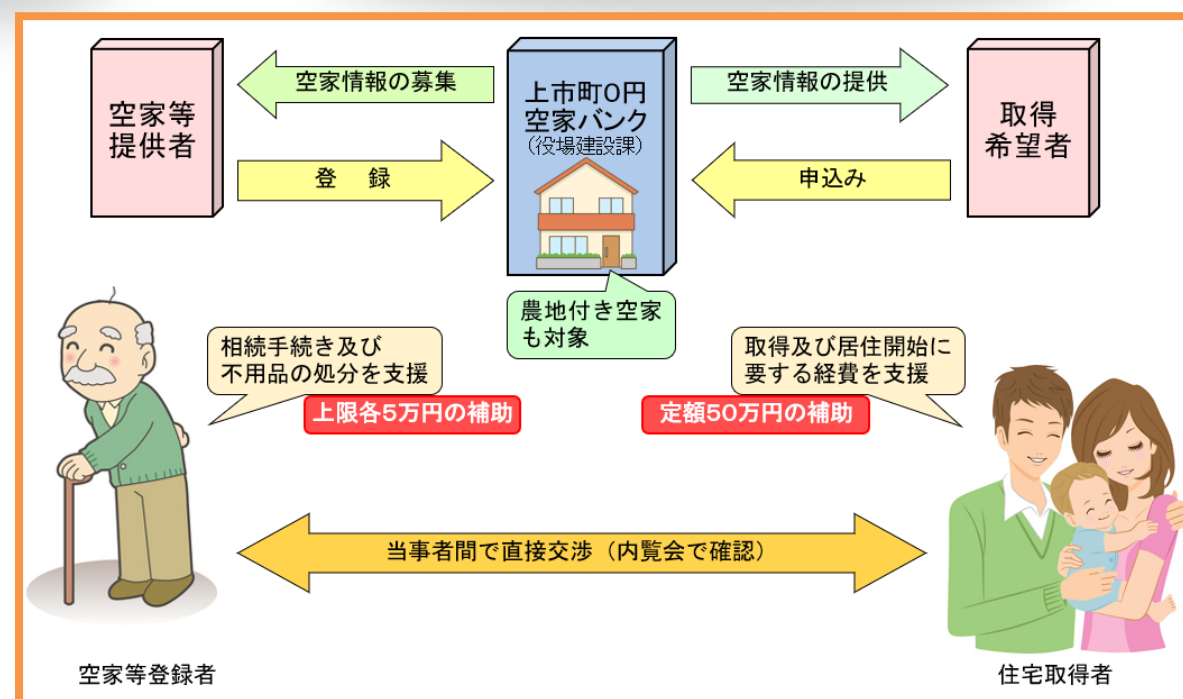 空家等
提供者
空家情報の募集
登 録
上市町0円
空家バンク
(役場建設課)
空家情報の提供
申込み
取得
希望者
農地付き空家
も対象
相続手続き及び
不用品の処分を支援
上限各5万円の補助
取得及び居住開始に
要する経費を支援
定額50万円の補助
当事者間で直接交渉（内覧会で確認）
空家等登録者
住宅取得者